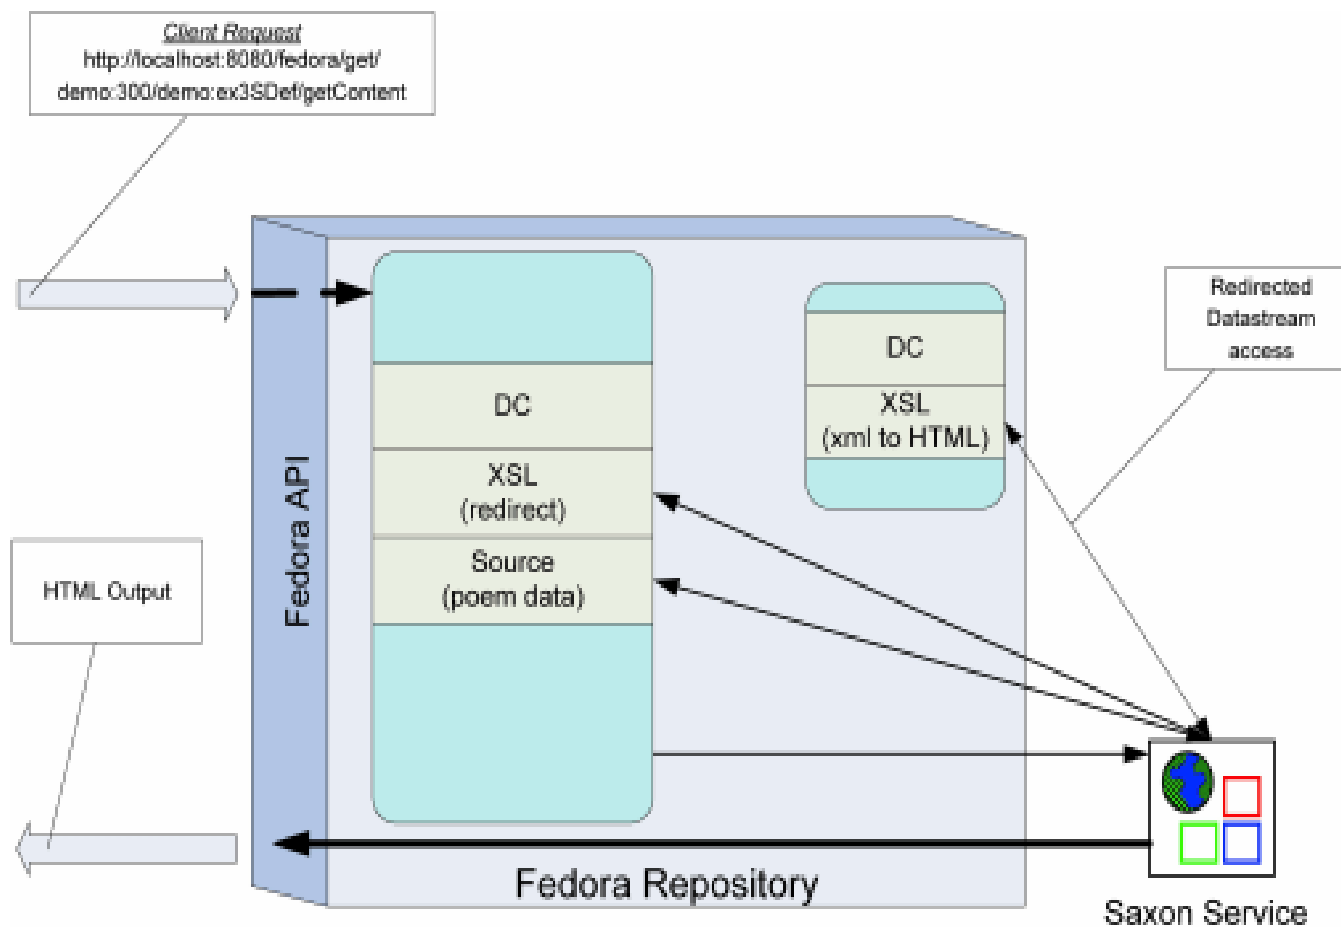 Client Request
http://localhost:8080/fedora/get/
demo:300/demo:ex3SDef/getContent
Redirected
Datastream
access
DC
XSL
(xml to HTML)
DC
XSL
(redirect)
Source
(poem data)
Fedora API
HTML Output
Fedora Repository
Saxon Service